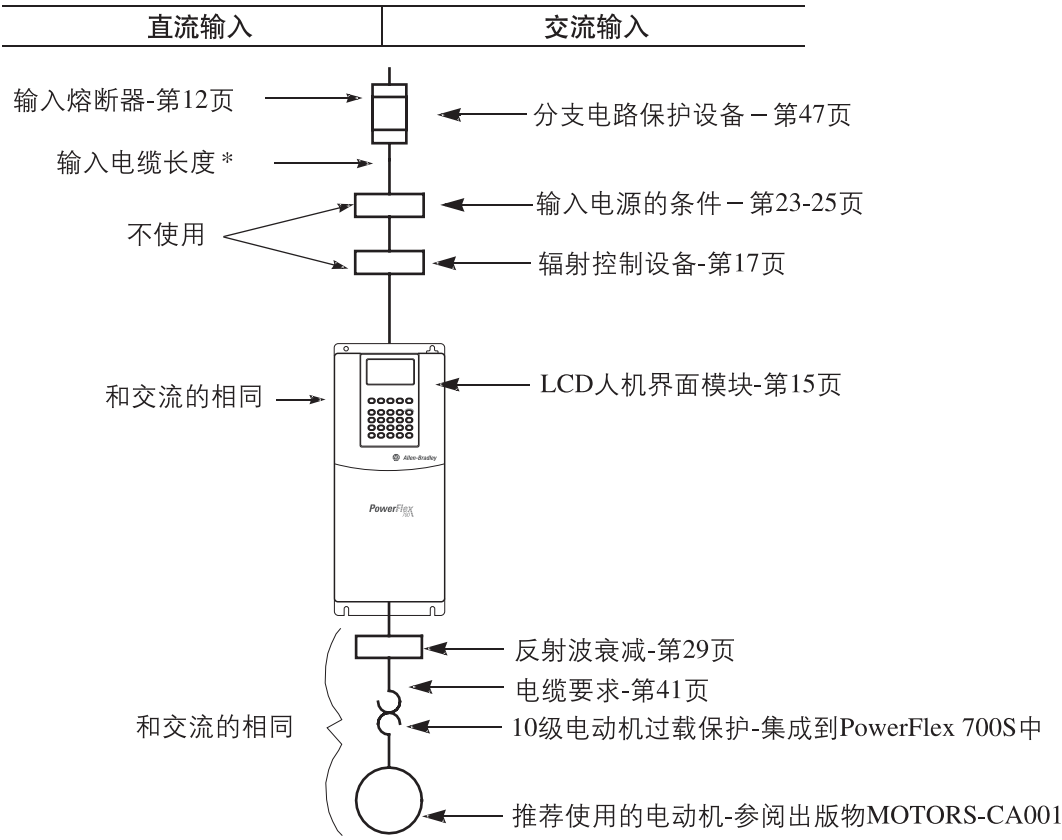 直流输入
交流输入
输入熔断器-第12页
分支电路保护设备－第47页
输入电缆长度*
输入电源的条件－第23-25页
不使用
辐射控制设备-第17页
LCD人机界面模块-第15页
和交流的相同
Allen-Bradley
PowerFlex
反射波衰减-第29页
电缆要求-第41页
10级电动机过载保护-集成到PowerFlex 700S中
和交流的相同
推荐使用的电动机-参阅出版物MOTORS-CA001